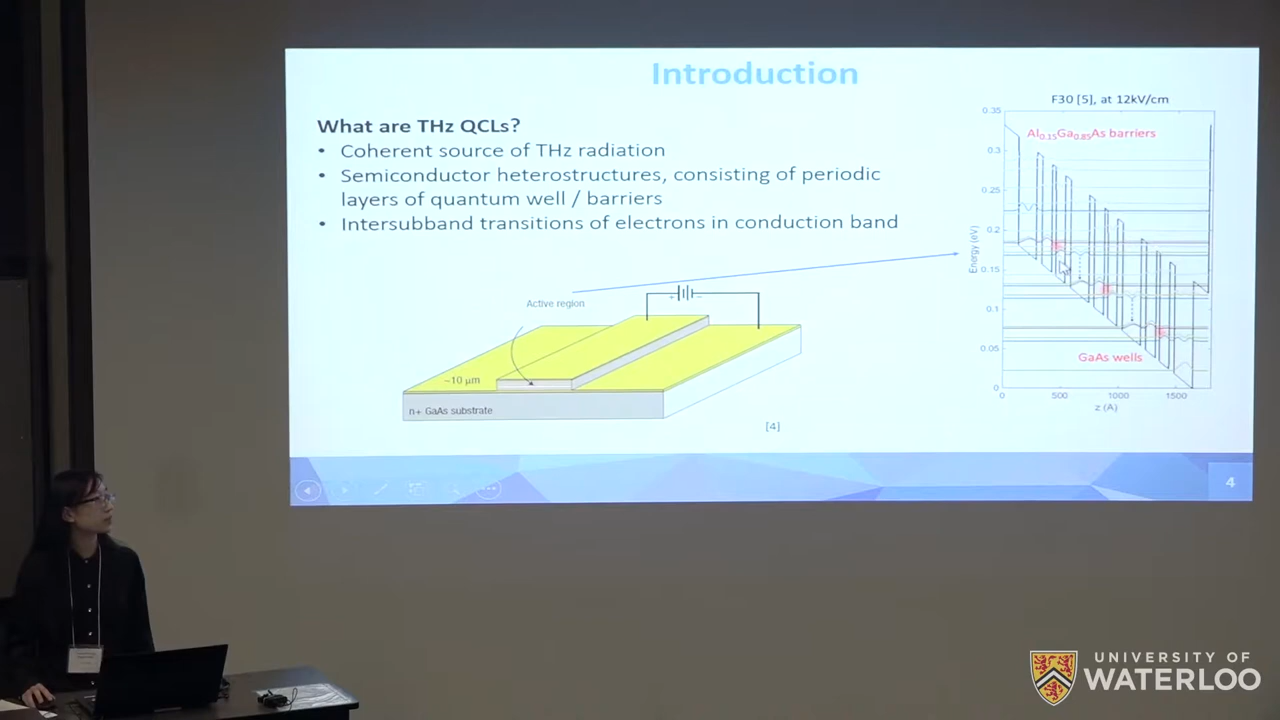 Introduction
What are THz QCLs?
• Coherent source of THz radiation
• Semiconductor heterostructures, consisting of periodic
layers of quantum well / barriers
• Intersubband transitions of electrons in conduction band
Active region
+
-
~10 µm
n+ GaAs substrate
[4]
F30 [5], at 12kV/cm
Al0.15Ga0.85As barriers
GaAs wells
Energy (eV)
0.35
0.3
0.25
0.2
0.15
0.1
0.05
0
0 500 1000 1500
z (A)
4
UNIVERSITY OF
WATERLOO